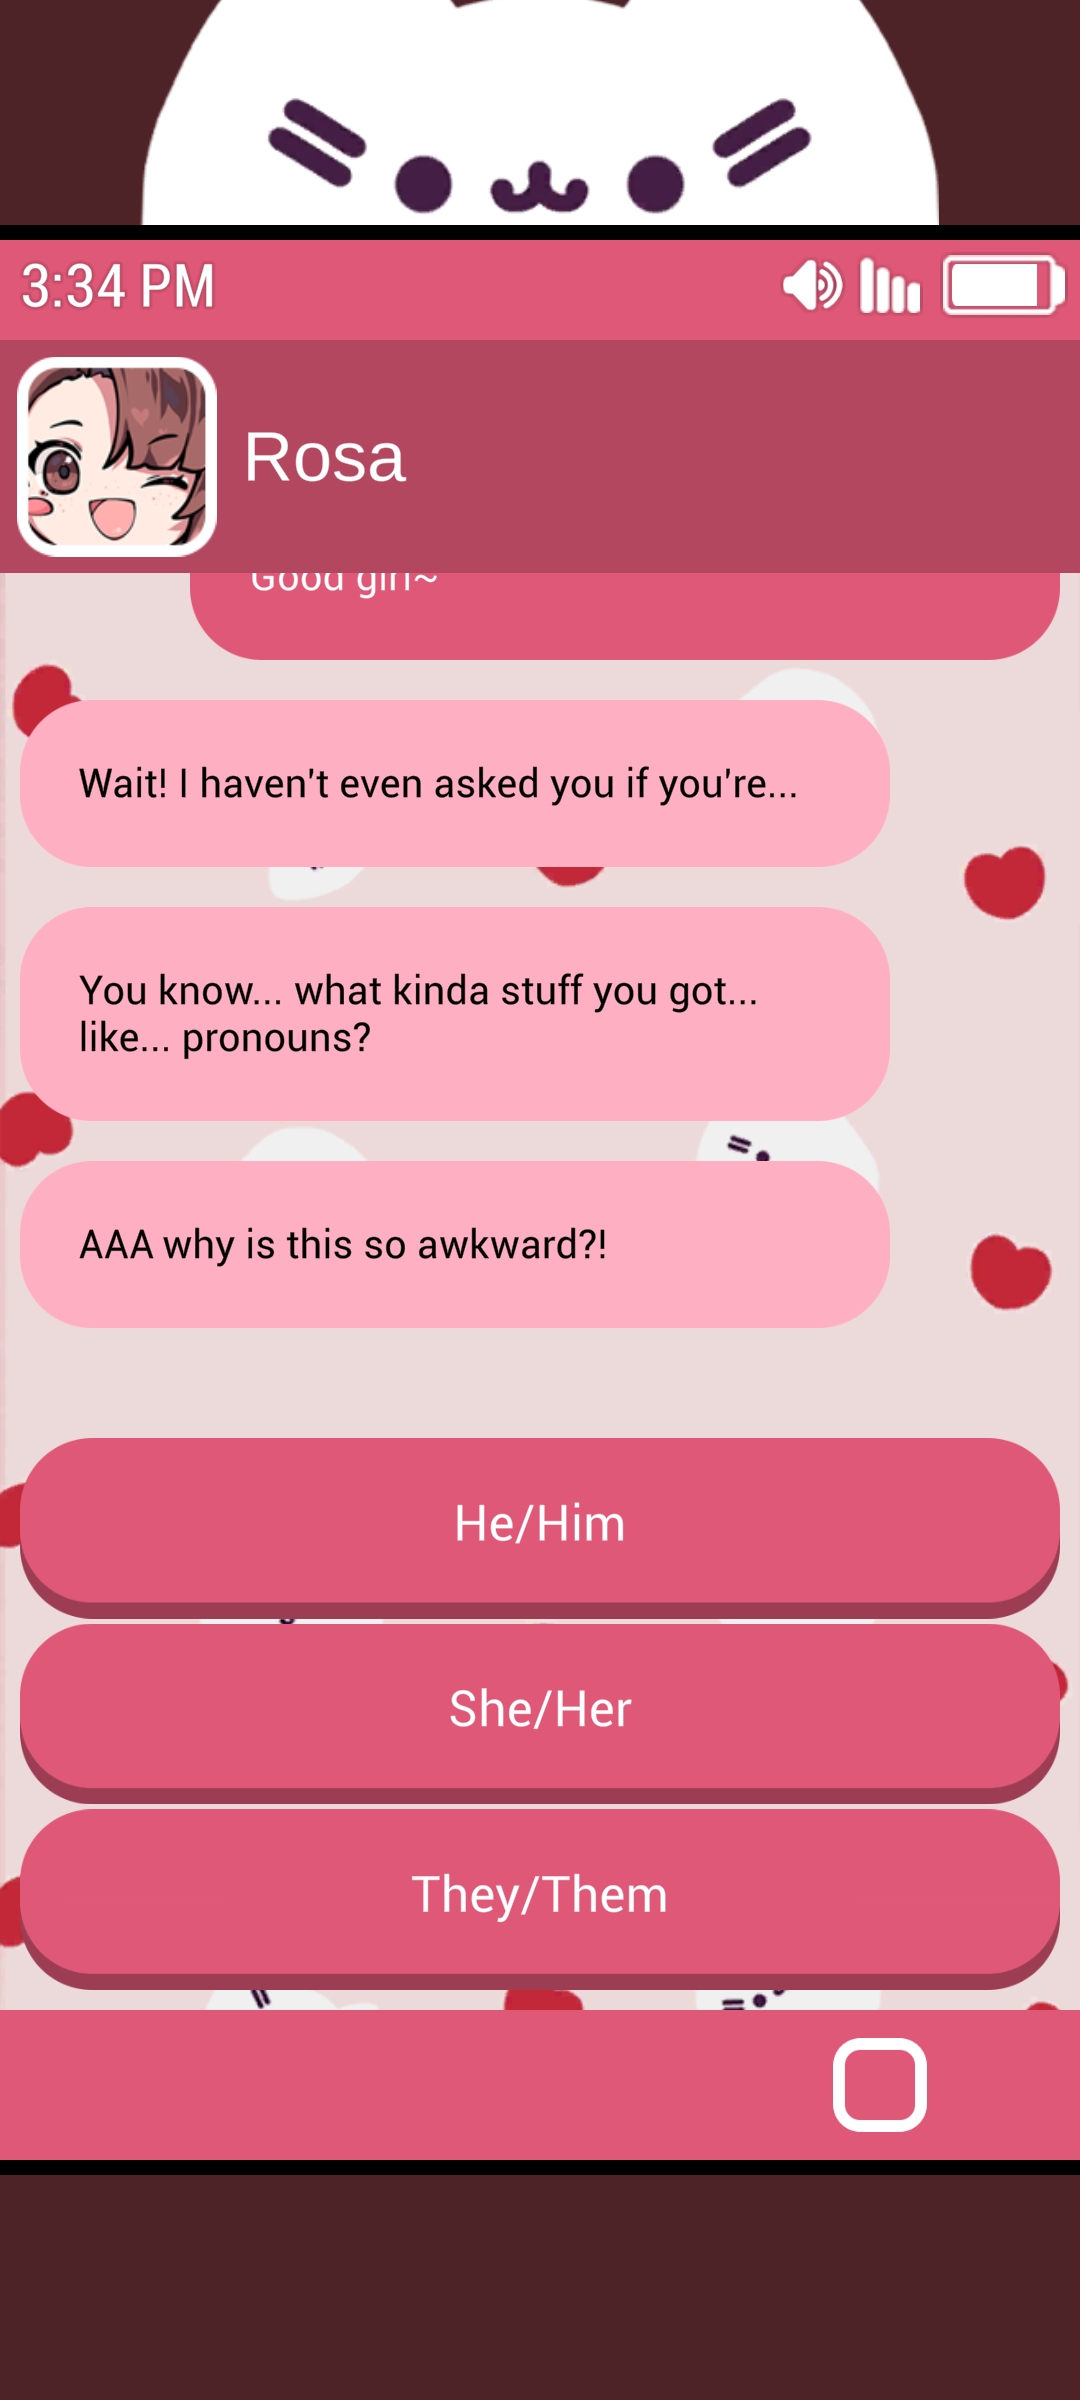 3:34 PM
Rosa
Good girl~
Wait! I haven't even asked you if you're...
You know... what kinda stuff you got...
like... pronouns?
AAA why is this so awkward?!
He/Him
She/Her
They/Them